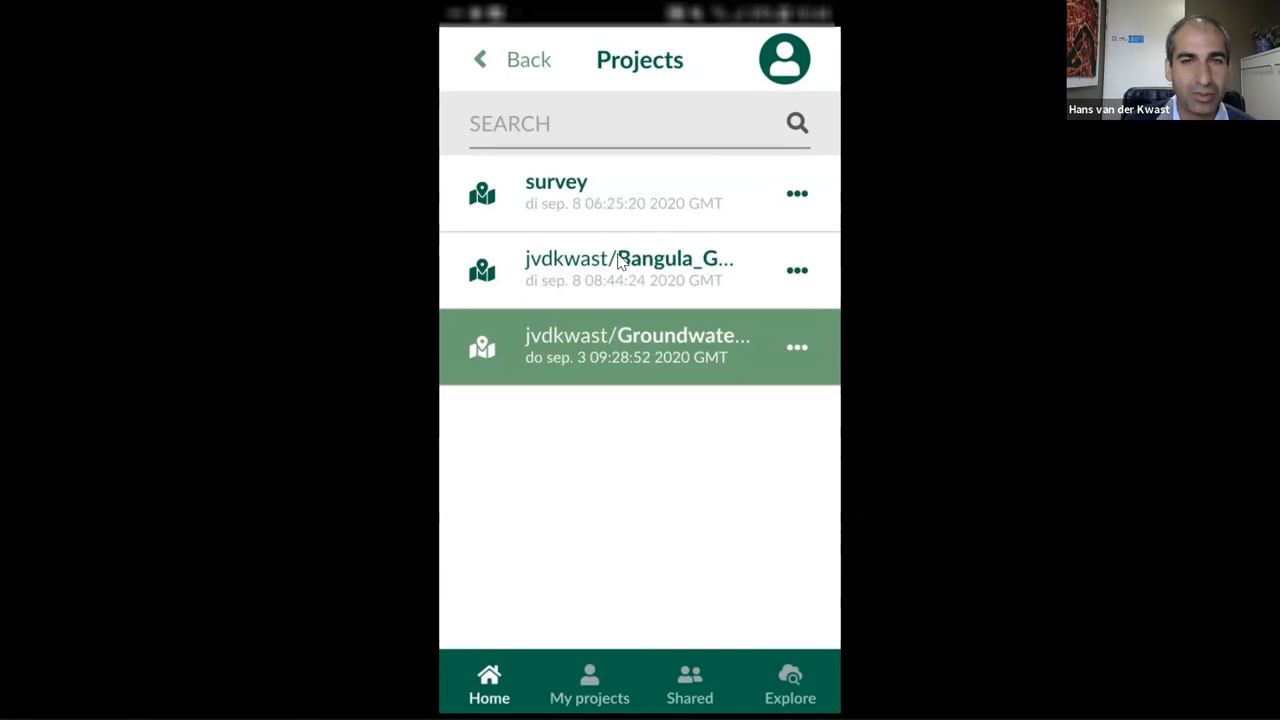 Back
Projects
SEARCH
survey
di sep. 8 06:25:20 2020 GMT
jvdkwast/Bangula_G...
di sep. 8 08:44:24 2020 GMT
jvdkwast/Groundwate...
do sep. 3 09:28:52 2020 GMT
Home
My projects
Shared
Explore
Hans van der Kwast